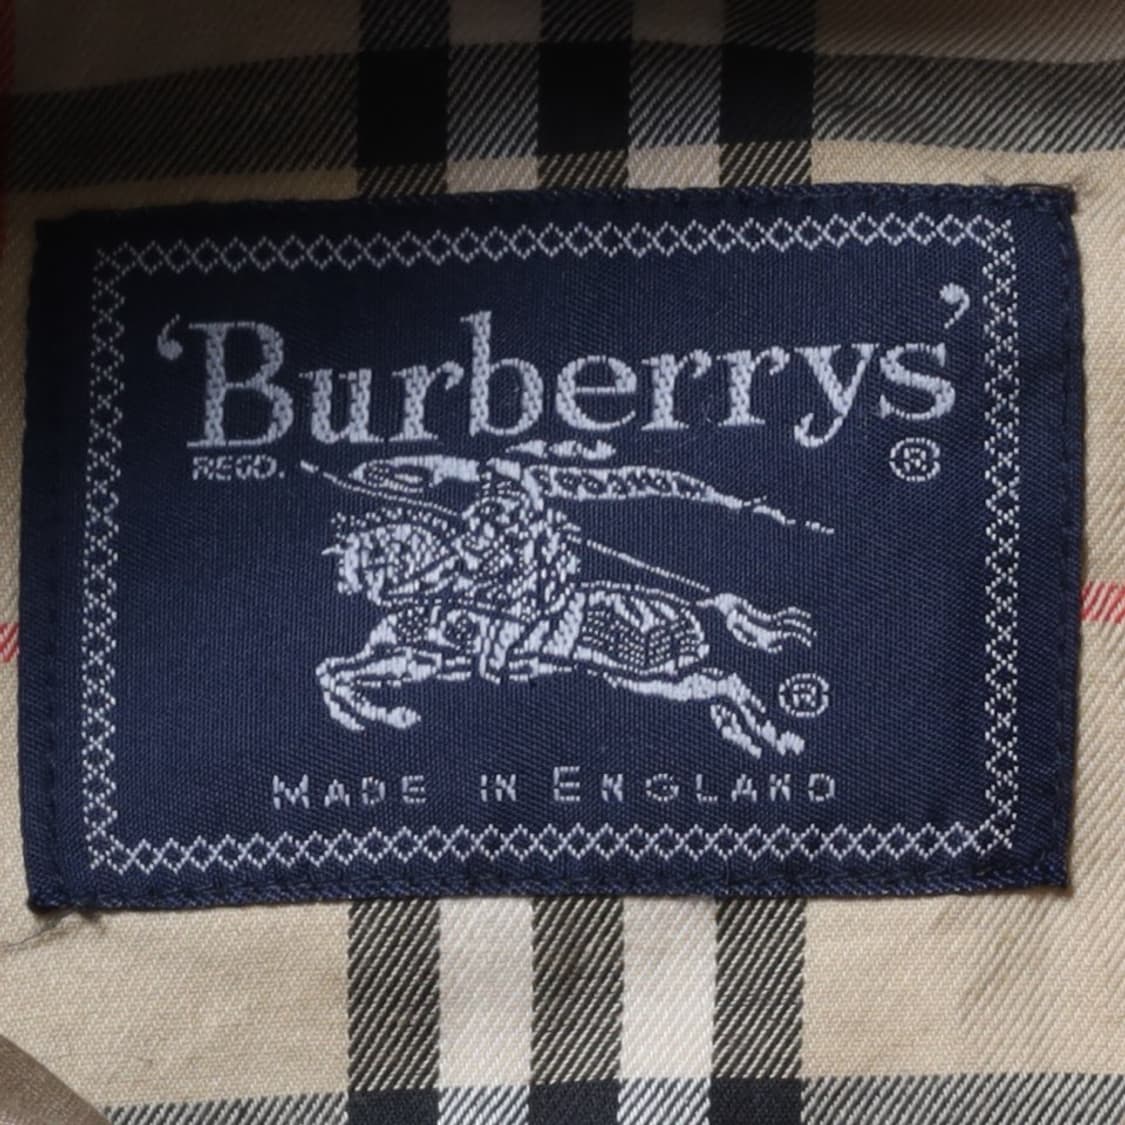 ‘Burberrys’
REGD. ®
®
MADE IN ENGLAND